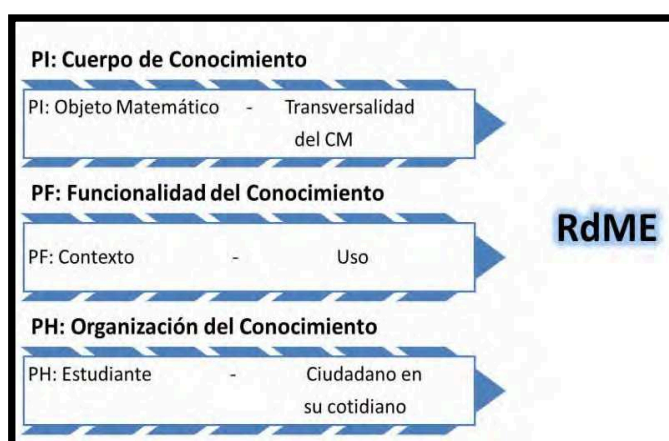 PI: Cuerpo de Conocimiento
PI: Objeto Matemático - Transversalidad
del CM
PF: Funcionalidad del Conocimiento
RdME
PF: Contexto - Uso
PH: Organización del Conocimiento
PH: Estudiante - Ciudadano en
su cotidiano